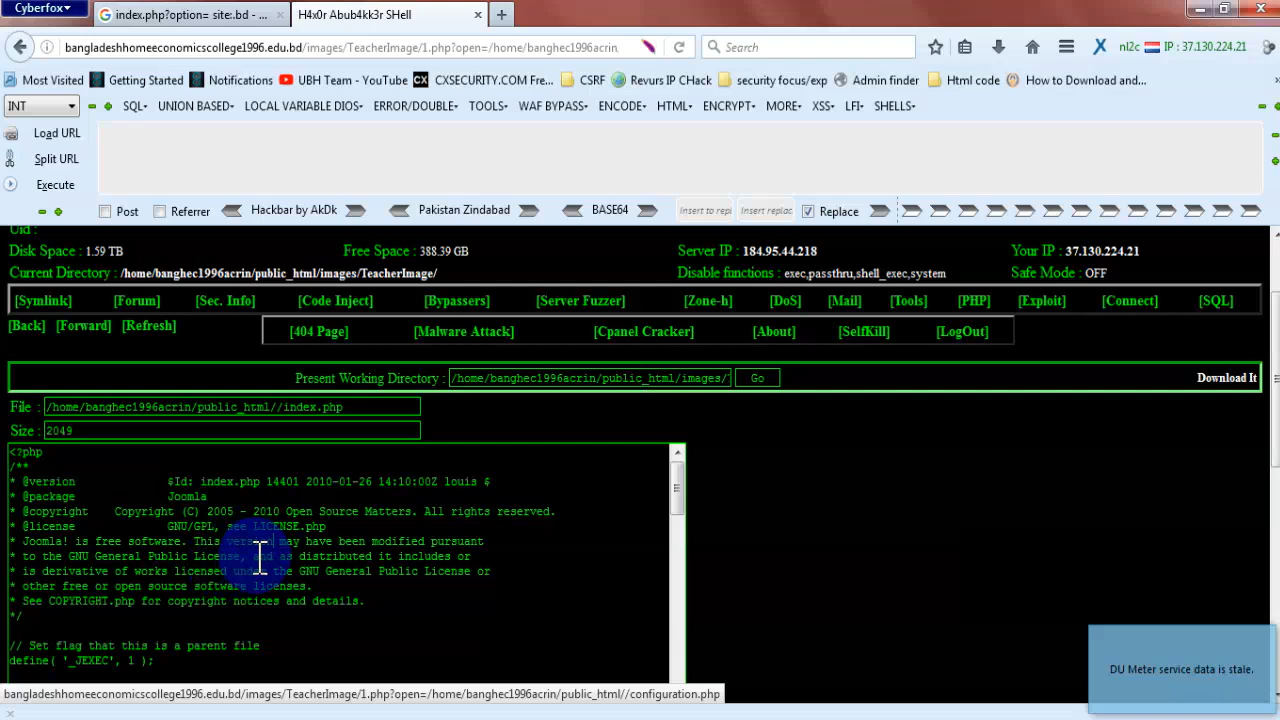 Cyberfox
index.php?option= site:.bd - ...
H4x0r Abub4kk3r SHell
bangladeshhomeeconomicscollege1996.edu.bd/images/TeacherImage/1.php?open=/home/banghec1996acrin,
Search
nl2c IP : 37.130.224.21
Most Visited Getting Started Notifications UBH Team - YouTube CXSECURITY.COM Fre... CSRF Revurs IP CHack security focus/exp Admin finder Html code How to Download and...
INT SQL UNION BASED LOCAL VARIABLE DIOS ERROR/DOUBLE TOOLS WAF BYPASS ENCODE HTML ENCRYPT MORE XSS LFI SHELLS
Load URL
Split URL
Execute
Post Referrer Hackbar by AkDk Pakistan Zindabad BASE64 Insert to repl Insert replac Replace
Uid :
Disk Space : 1.59 TB Free Space : 388.39 GB Server IP : 184.95.44.218 Your IP : 37.130.224.21
Current Directory : /home/banghec1996acrin/public_html/images/TeacherImage/ Disable functions : exec,passthru,shell_exec,system Safe Mode : OFF
[Symlink] [Forum] [Sec. Info] [Code Inject] [Bypassers] [Server Fuzzer] [Zone-h] [DoS] [Mail] [Tools] [PHP] [Exploit] [Connect] [SQL]
[Back] [Forward] [Refresh] [404 Page] [Malware Attack] [Cpanel Cracker] [About] [SelfKill] [LogOut]
Present Working Directory : /home/banghec1996acrin/public_html/images/ Go Download It
File : /home/banghec1996acrin/public_html//index.php
Size : 2049
<?php
/**
* @version $Id: index.php 14401 2010-01-26 14:10:00Z louis $
* @package Joomla
* @copyright Copyright (C) 2005 - 2010 Open Source Matters. All rights reserved.
* @license GNU/GPL, see LICENSE.php
* Joomla! is free software. This version may have been modified pursuant
* to the GNU General Public License, and as distributed it includes or
* is derivative of works licensed under the GNU General Public License or
* other free or open source software licenses.
* See COPYRIGHT.php for copyright notices and details.
*/
// Set flag that this is a parent file
define( '_JEXEC', 1 );
DU Meter service data is stale.
bangladeshhomeeconomicscollege1996.edu.bd/images/TeacherImage/1.php?open=/home/banghec1996acrin/public_html//configuration.php